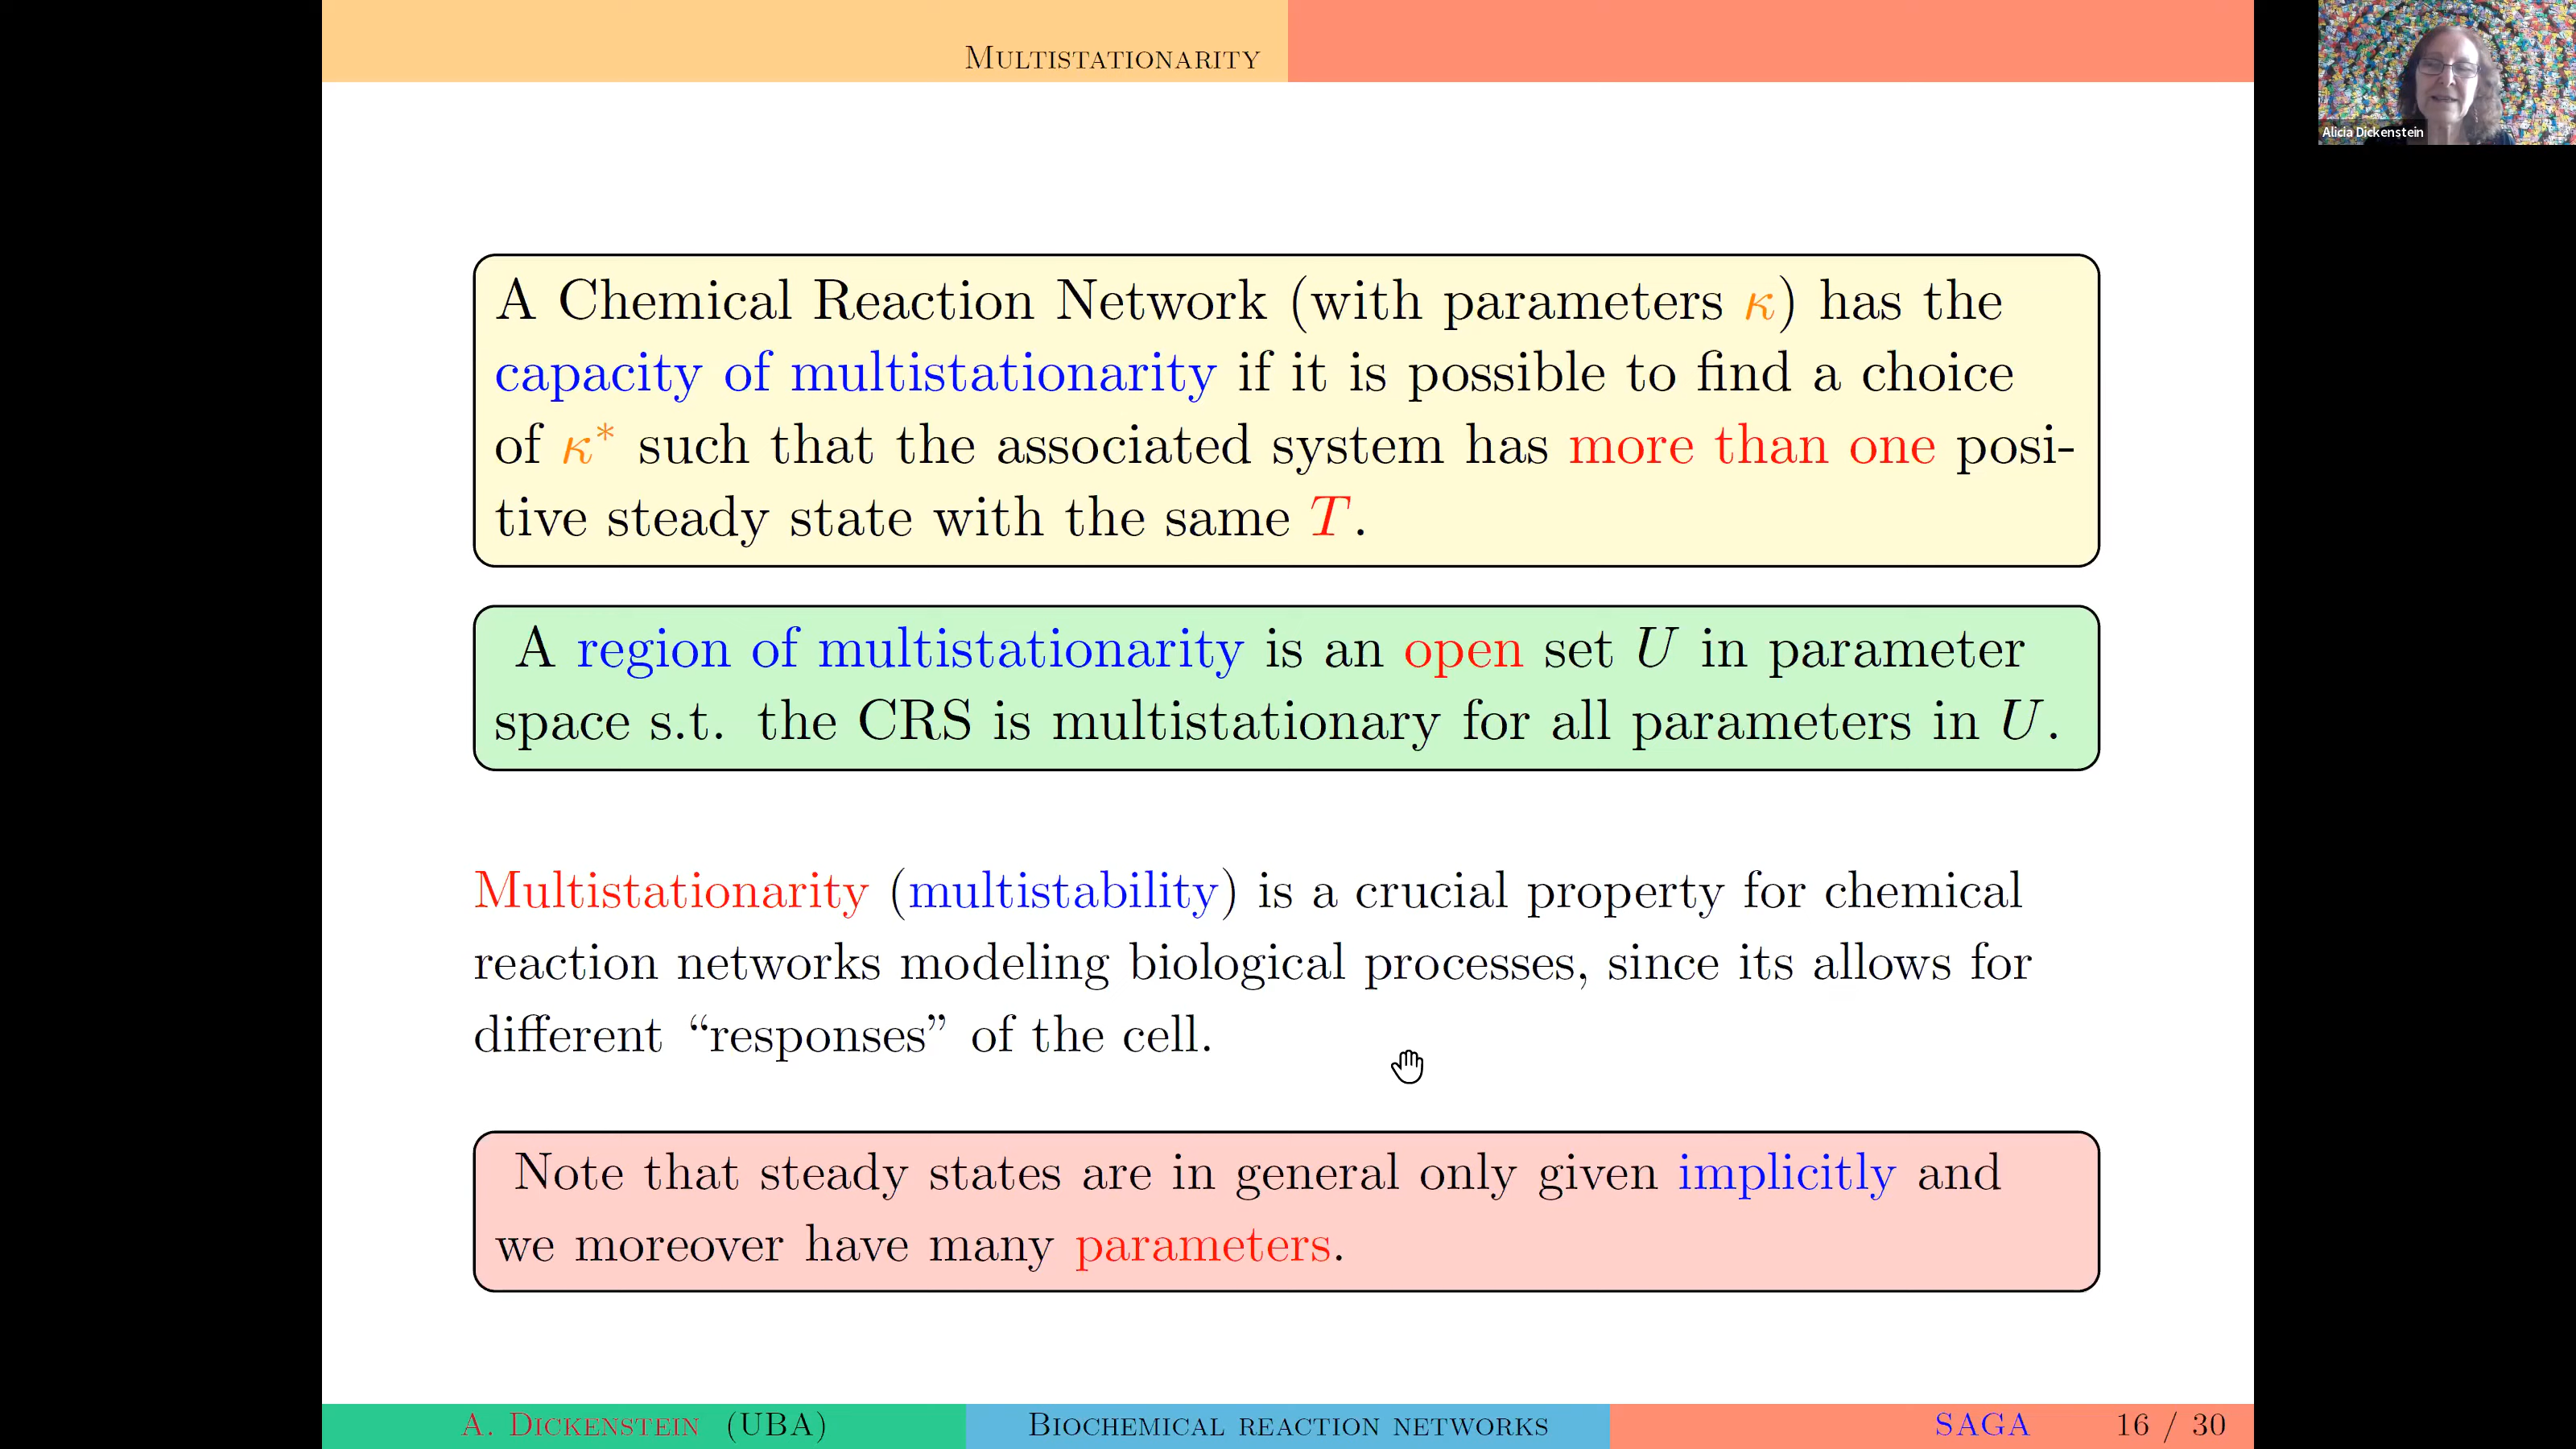 Multistationarity
Alicia Dickenstein
A Chemical Reaction Network (with parameters κ) has the
capacity of multistationarity if it is possible to find a choice
of κ* such that the associated system has more than one posi-
tive steady state with the same T.
A region of multistationarity is an open set U in parameter
space s.t. the CRS is multistationary for all parameters in U.
Multistationarity (multistability) is a crucial property for chemical
reaction networks modeling biological processes, since its allows for
different “responses” of the cell.
Note that steady states are in general only given implicitly and
we moreover have many parameters.
A. Dickenstein (UBA) Biochemical reaction networks SAGA 16 / 30